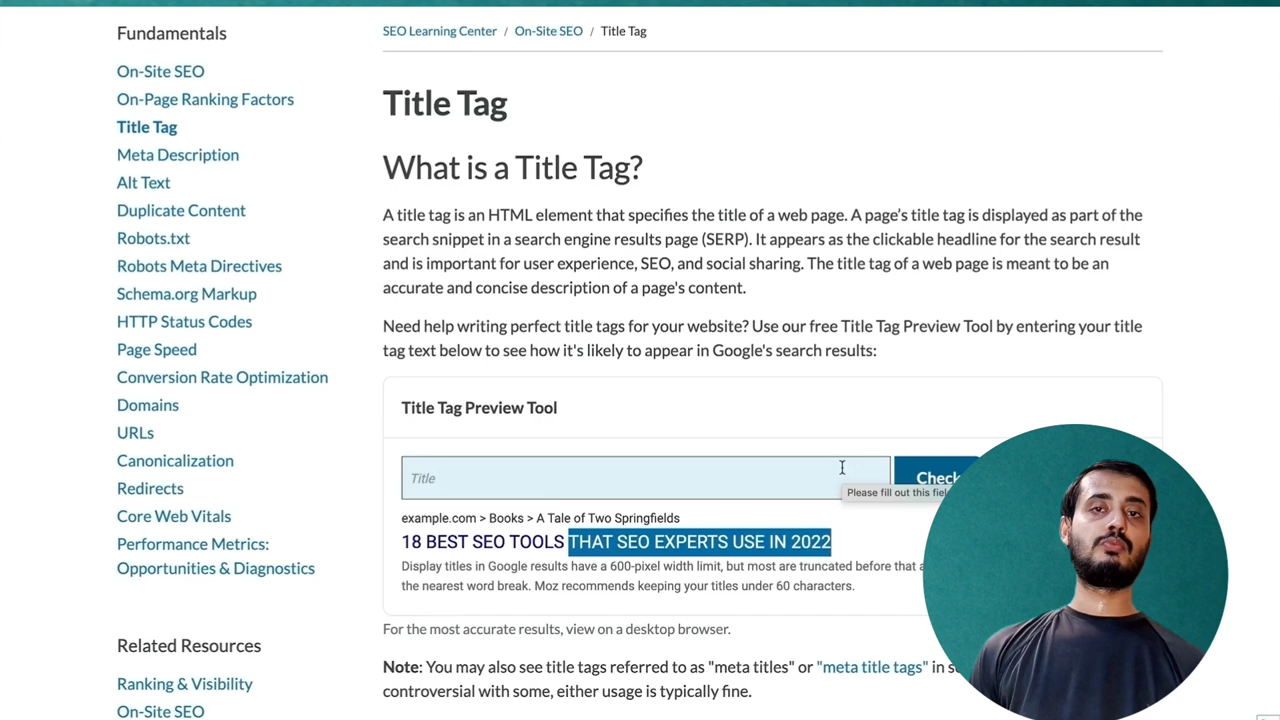 Fundamentals
On-Site SEO
On-Page Ranking Factors
Title Tag
Meta Description
Alt Text
Duplicate Content
Robots.txt
Robots Meta Directives
Schema.org Markup
HTTP Status Codes
Page Speed
Conversion Rate Optimization
Domains
URLs
Canonicalization
Redirects
Core Web Vitals
Performance Metrics:
Opportunities & Diagnostics
Related Resources
Ranking & Visibility
On-Site SEO
SEO Learning Center / On-Site SEO / Title Tag
Title Tag
What is a Title Tag?
A title tag is an HTML element that specifies the title of a web page. A page's title tag is displayed as part of the
search snippet in a search engine results page (SERP). It appears as the clickable headline for the search result
and is important for user experience, SEO, and social sharing. The title tag of a web page is meant to be an
accurate and concise description of a page's content.
Need help writing perfect title tags for your website? Use our free Title Tag Preview Tool by entering your title
tag text below to see how it's likely to appear in Google's search results:
Title Tag Preview Tool
Title
Check
Please fill out this
example.com > Books > A Tale of Two Springfields
18 BEST SEO TOOLS THAT SEO EXPERTS USE IN 2022
Display titles in Google results have a 600-pixel width limit, but most are truncated before that
the nearest word break. Moz recommends keeping your titles under 60 characters.
For the most accurate results, view on a desktop browser.
Note: You may also see title tags referred to as "meta titles" or "meta title tags" in
controversial with some, either usage is typically fine.